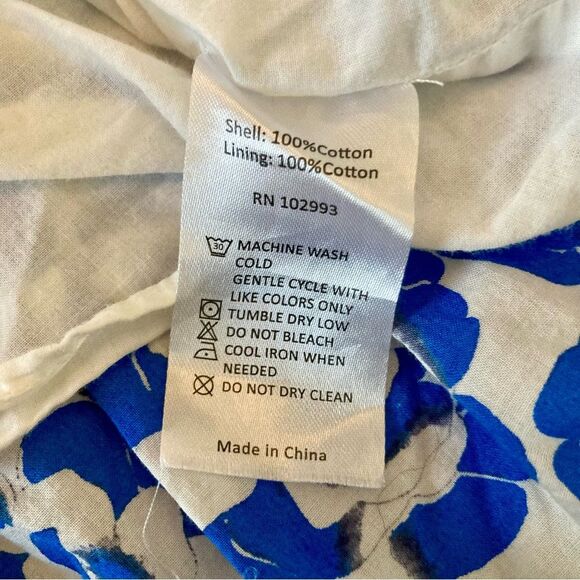 Shell: 100%Cotton
Lining: 100%Cotton
RN 102993
30 MACHINE WASH
COLD
GENTLE CYCLE WITH
LIKE COLORS ONLY
TUMBLE DRY LOW
DO NOT BLEACH
COOL IRON WHEN
NEEDED
DO NOT DRY CLEAN
Made in China